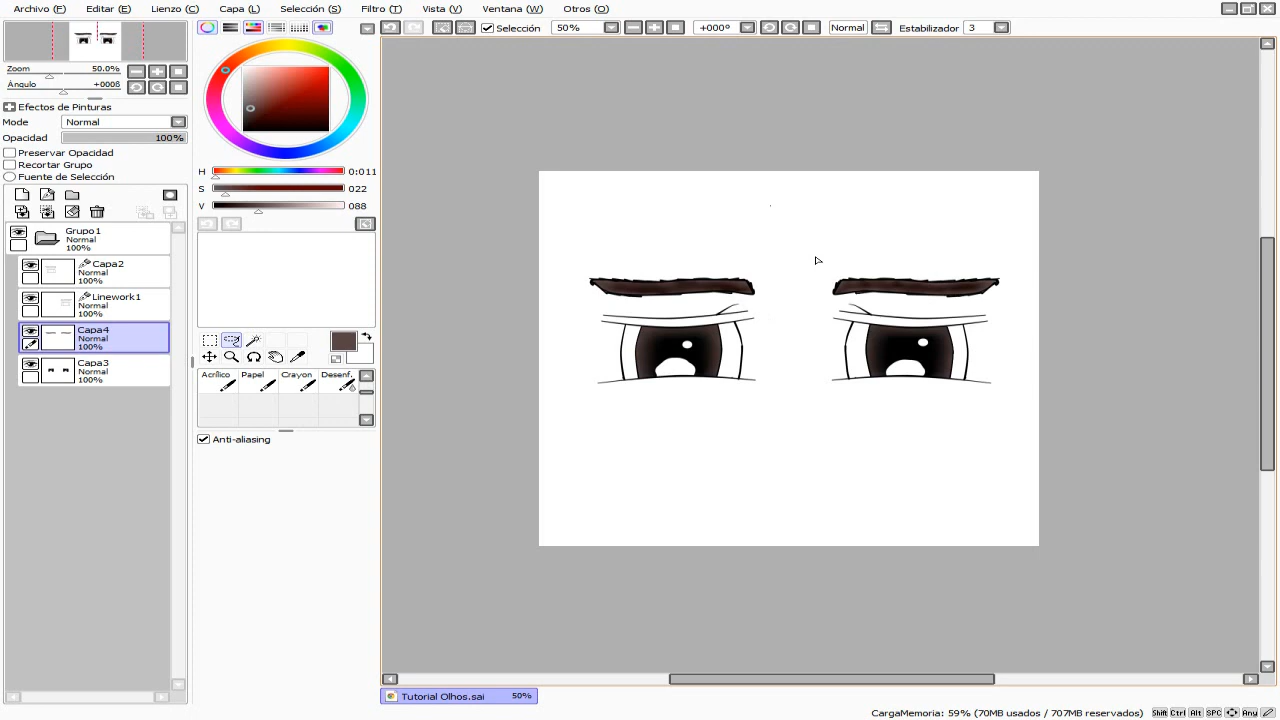 Archivo (F) Editar (E) Lienzo (C) Capa (L) Selección (S) Filtro (T) Vista (V) Ventana (W) Otros (O)
Selección 50% +000º Normal Estabilizador 3
Zoom 50.0%
Ángulo +0008
Efectos de Pinturas
Mode Normal
Opacidad 100%
Preservar Opacidad
Recortar Grupo
Fuente de Selección
Grupo1
Normal
100%
Capa2
Normal
100%
Linework1
Normal
100%
Capa4
Normal
100%
Capa3
Normal
100%
H 0:011
S 022
V 088
Acrílico Papel Crayon Desenf.
Anti-aliasing
Tutorial Olhos.sai 50%
CargaMemoria: 59% (70MB usados / 707MB reservados) Shift Ctrl Alt SPC Any